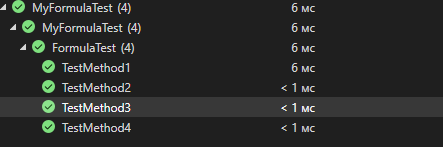 MyFormulaTest (4) 6 мс
MyFormulaTest (4) 6 мс
FormulaTest (4) 6 мс
TestMethod1 6 мс
TestMethod2 < 1 мс
TestMethod3 < 1 мс
TestMethod4 < 1 мс